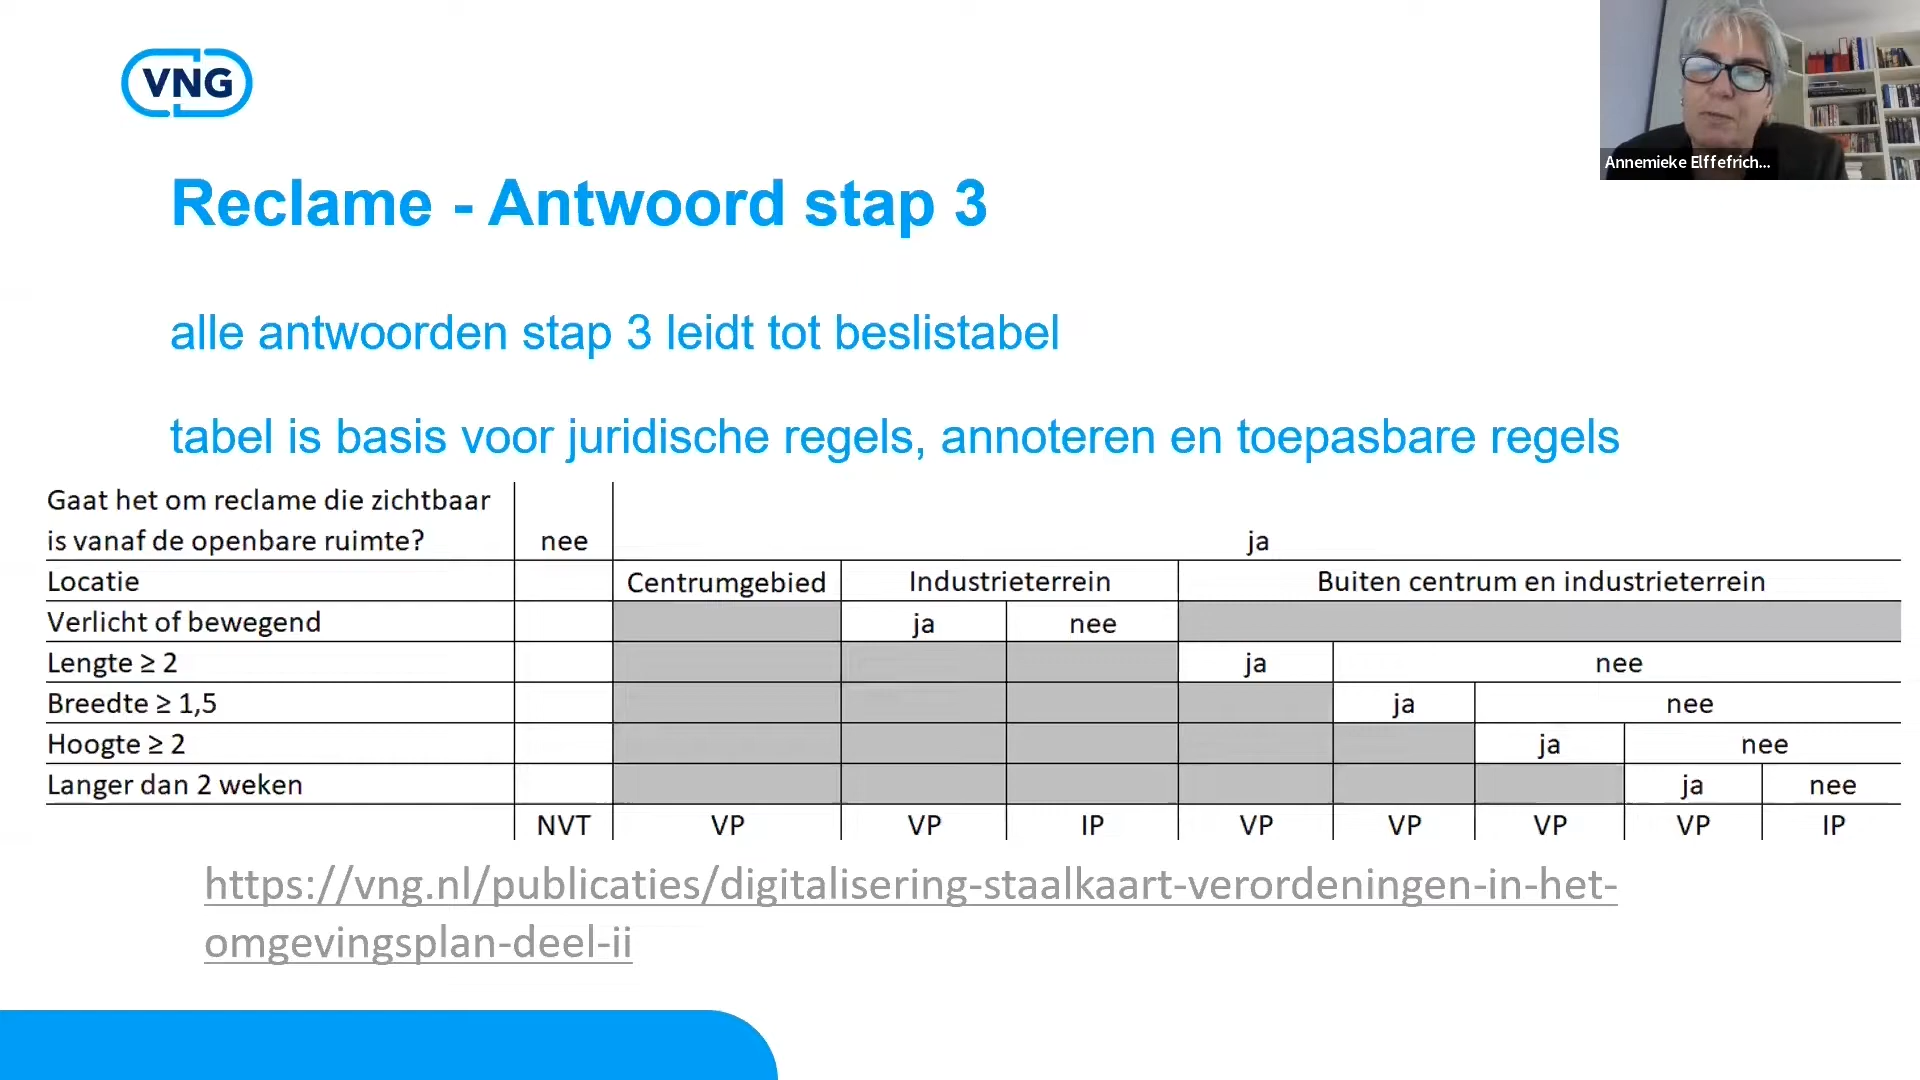 VNG
Annemieke Elffefrich...
Reclame - Antwoord stap 3
alle antwoorden stap 3 leidt tot beslistabel
tabel is basis voor juridische regels, annoteren en toepasbare regels
Gaat het om reclame die zichtbaar
is vanaf de openbare ruimte? nee ja
Locatie Centrumgebied Industrieterrein Buiten centrum en industrieterrein
Verlicht of bewegend ja nee
Lengte ≥ 2 ja nee
Breedte ≥ 1,5 ja nee
Hoogte ≥ 2 ja nee
Langer dan 2 weken ja nee
NVT VP VP IP VP VP VP VP IP
https://vng.nl/publicaties/digitalisering-staalkaart-verordeningen-in-het-
omgevingsplan-deel-ii